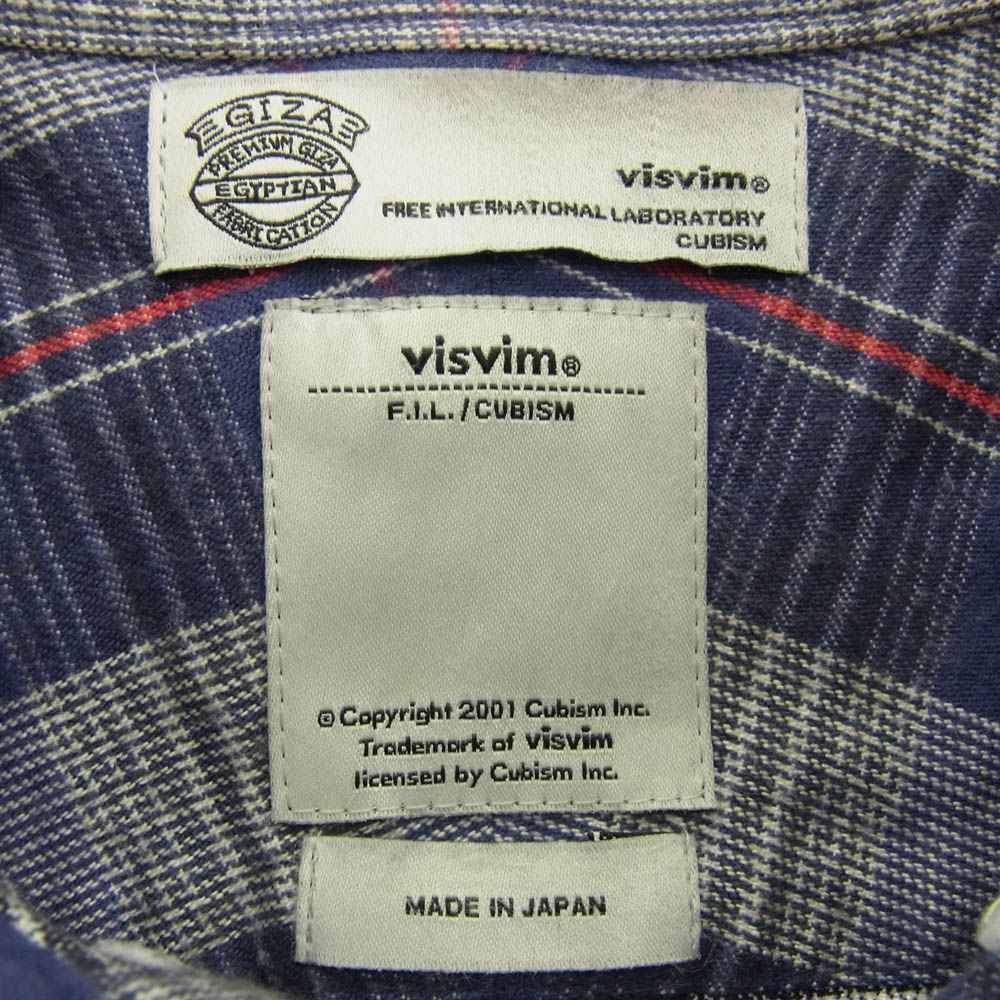 GIZA
PREMIUM GIZA
EGYPTIAN
FABRICATION
visvim®
FREE INTERNATIONAL LABORATORY
CUBISM
visvim®
F.I.L./CUBISM
© Copyright 2001 Cubism Inc.
Trademark of visvim
licensed by Cubism Inc.
MADE IN JAPAN